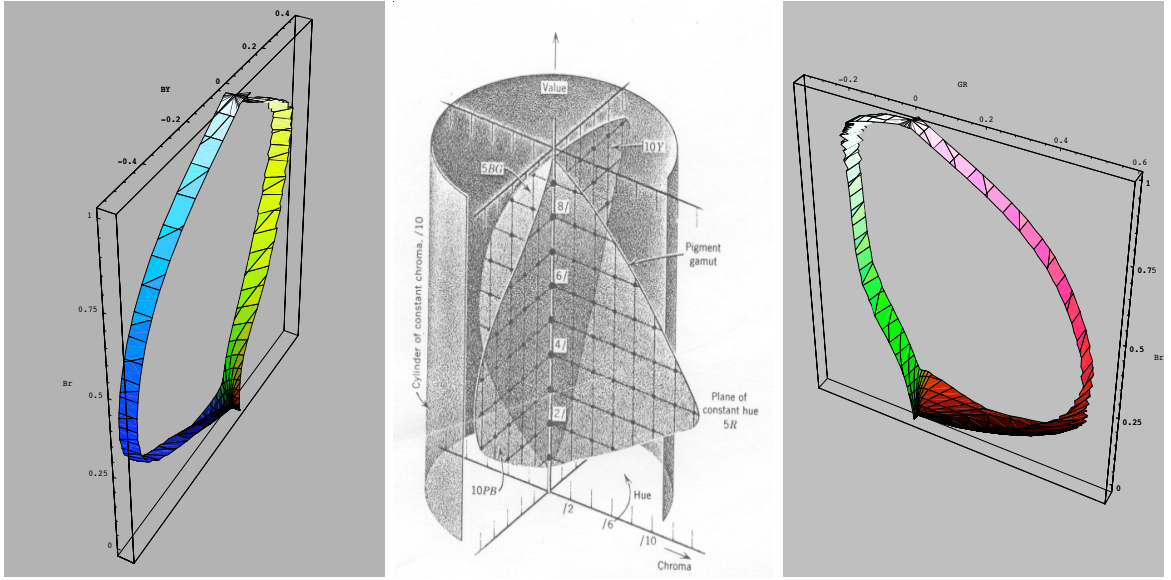 0.4
0.2
BY
0
-0.2
-0.4
1
0.75
Br
0.5
0.25
0
Value
10Y
5BG
8/
Pigment
gamut
6/
Cylinder of constant chroma, /10
4/
Plane of
constant hue
5R
2/
10PB
Hue
/2
/6
/10
Chroma
-0.2
GR
0
0.2
0.4
0.6
1
0.75
0.5
Br
0.25
0